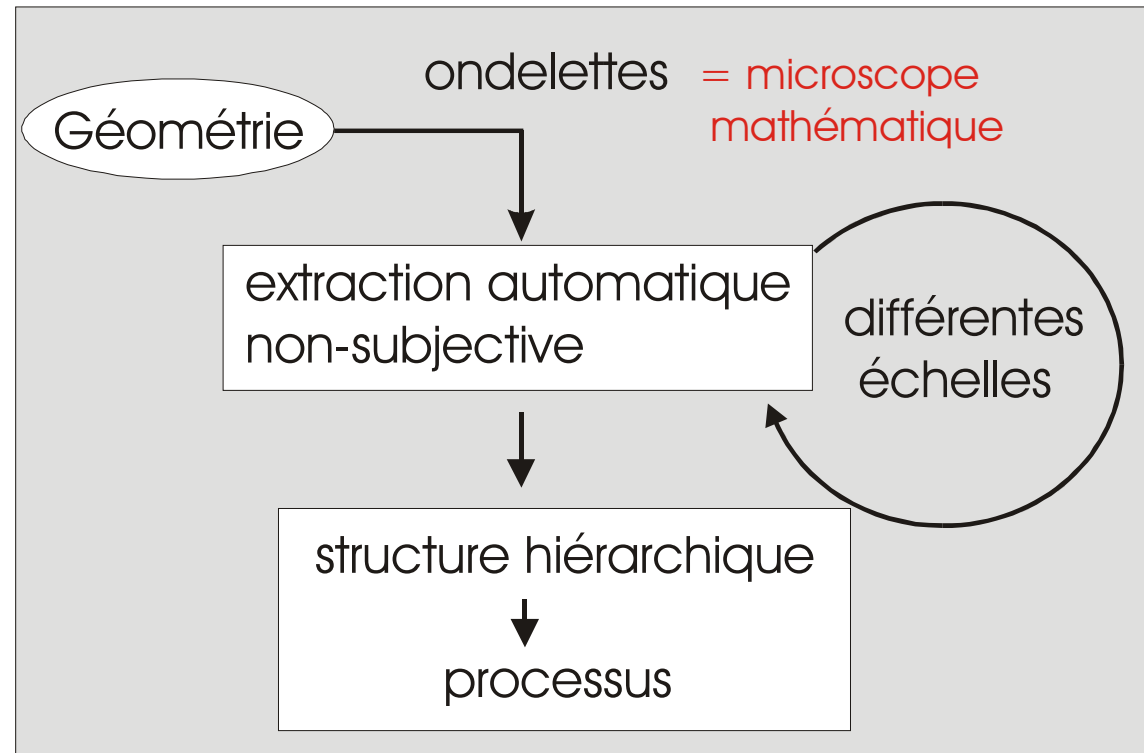 ondelettes = microscope
mathématique
Géométrie
extraction automatique
non-subjective
différentes
échelles
structure hiérarchique
processus